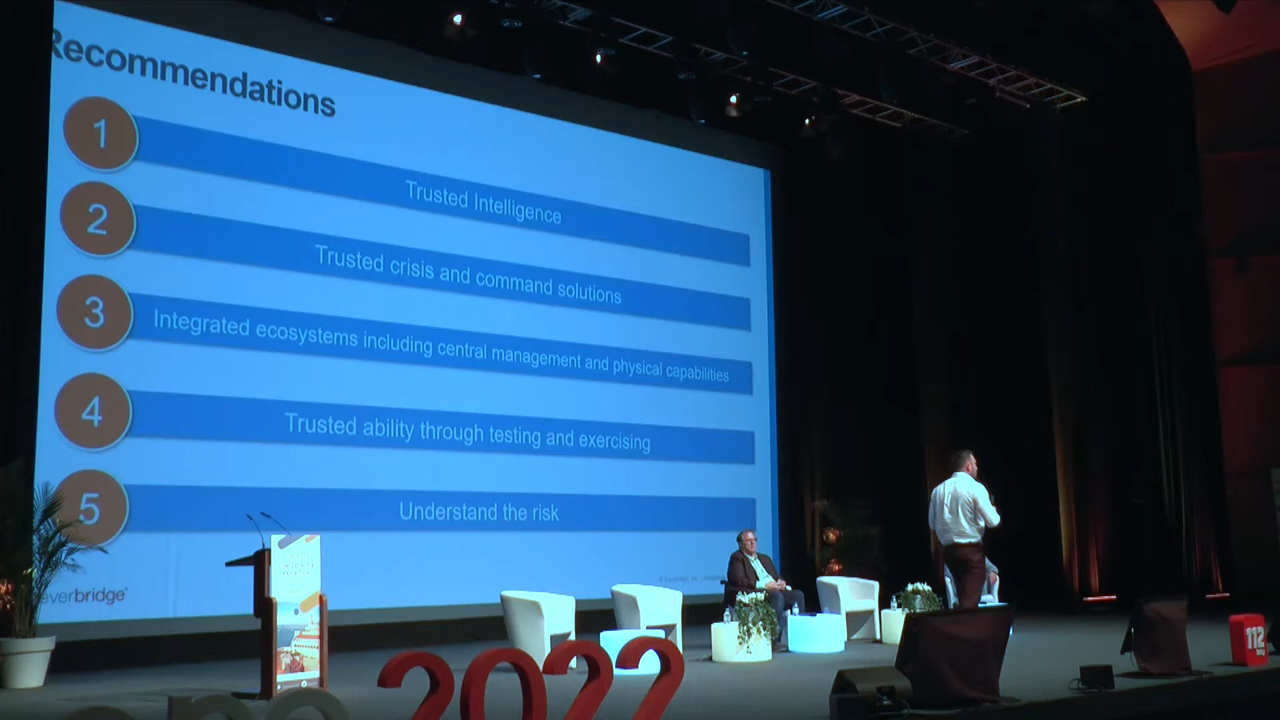 Recommendations
1
Trusted Intelligence
2
Trusted crisis and command solutions
3
Integrated ecosystems including central management and physical capabilities
4
Trusted ability through testing and exercising
5
Understand the risk
everbridge
2022
112